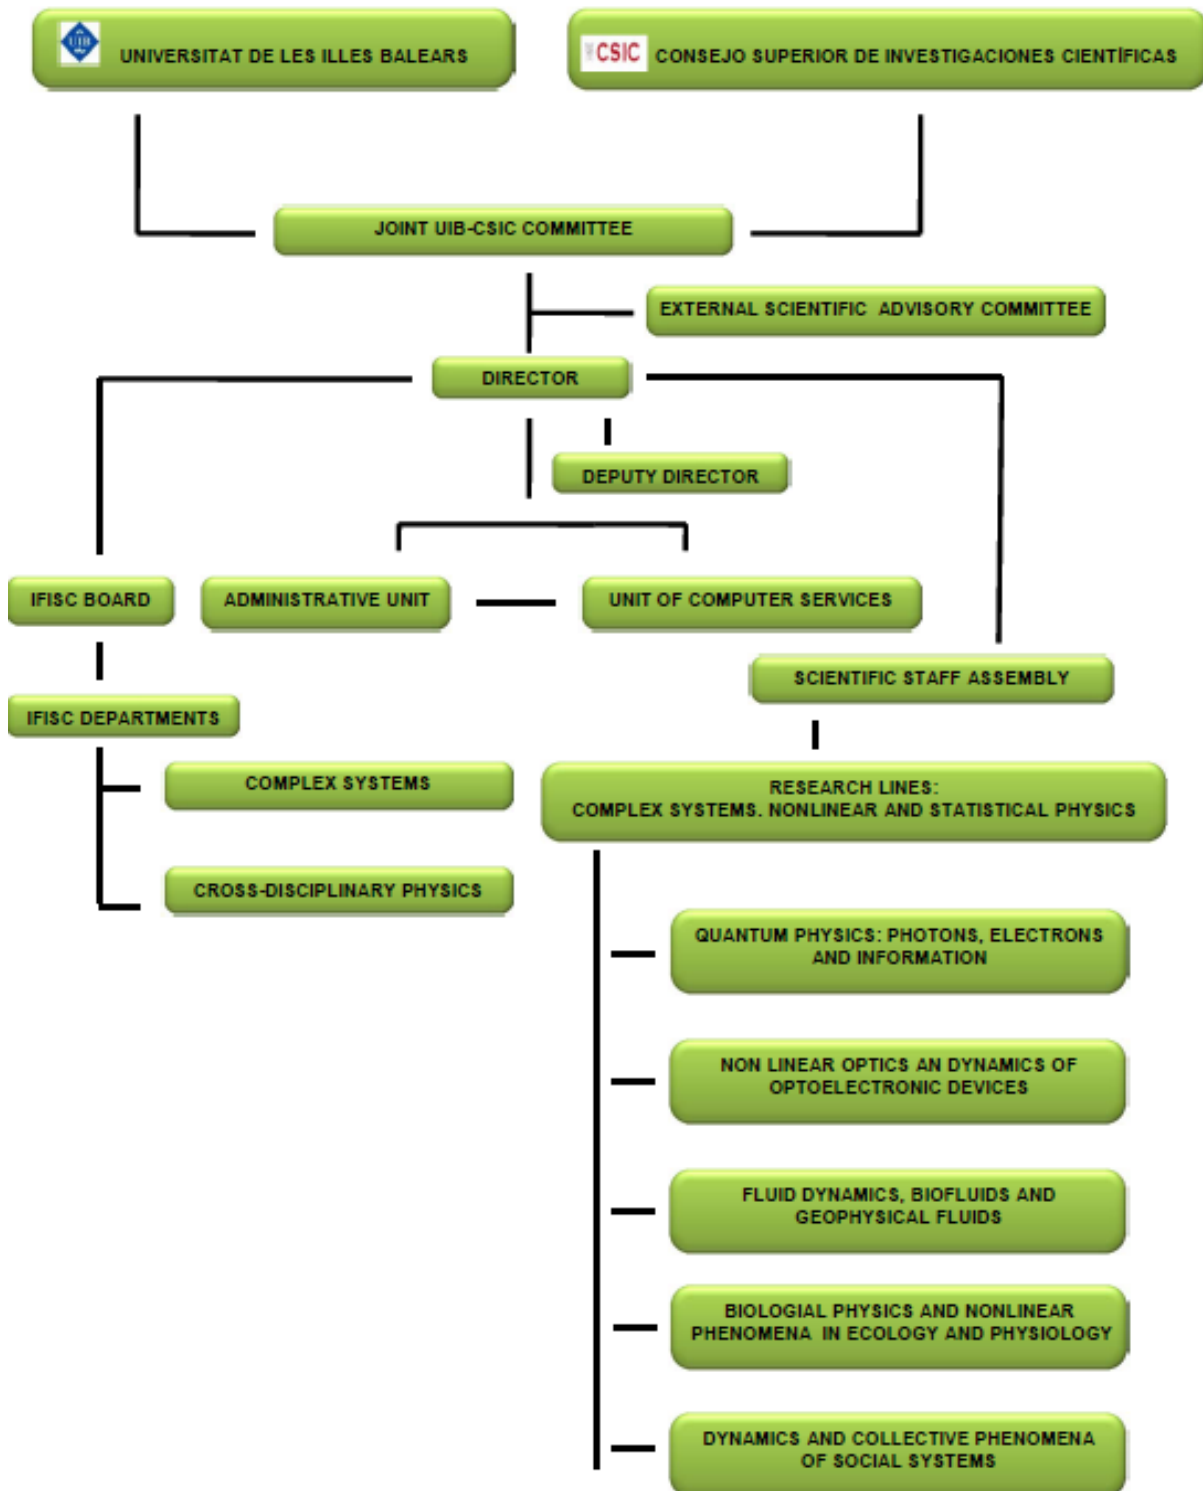 UIB
UNIVERSITAT DE LES ILLES BALEARS
CSIC
CONSEJO SUPERIOR DE INVESTIGACIONES CIENTÍFICAS
JOINT UIB-CSIC COMMITTEE
EXTERNAL SCIENTIFIC ADVISORY COMMITTEE
DIRECTOR
DEPUTY DIRECTOR
IFISC BOARD
ADMINISTRATIVE UNIT
UNIT OF COMPUTER SERVICES
SCIENTIFIC STAFF ASSEMBLY
IFISC DEPARTMENTS
COMPLEX SYSTEMS
CROSS-DISCIPLINARY PHYSICS
RESEARCH LINES:
COMPLEX SYSTEMS. NONLINEAR AND STATISTICAL PHYSICS
QUANTUM PHYSICS: PHOTONS, ELECTRONS
AND INFORMATION
NON LINEAR OPTICS AN DYNAMICS OF
OPTOELECTRONIC DEVICES
FLUID DYNAMICS, BIOFLUIDS AND
GEOPHYSICAL FLUIDS
BIOLOGIAL PHYSICS AND NONLINEAR
PHENOMENA IN ECOLOGY AND PHYSIOLOGY
DYNAMICS AND COLLECTIVE PHENOMENA
OF SOCIAL SYSTEMS